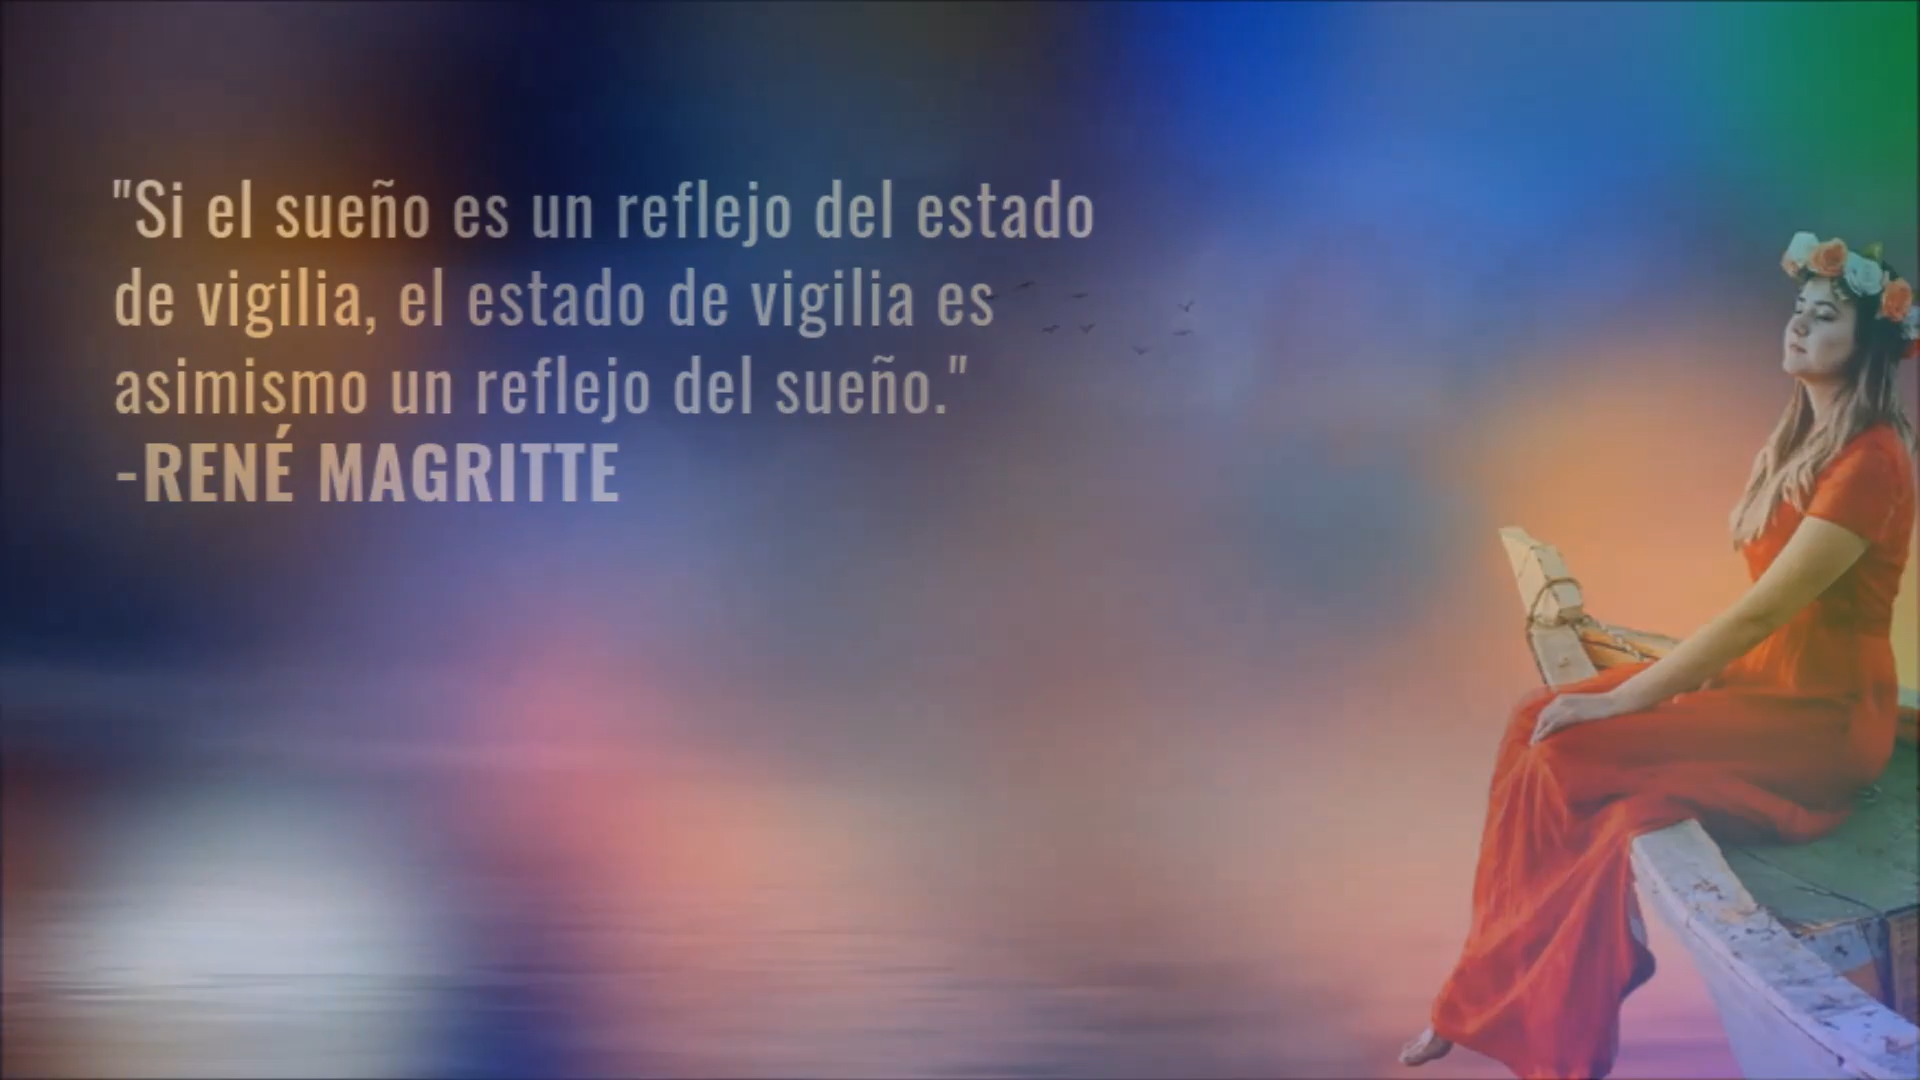 "Si el sueño es un reflejo del estado
de vigilia, el estado de vigilia es
asimismo un reflejo del sueño."
-RENÉ MAGRITTE